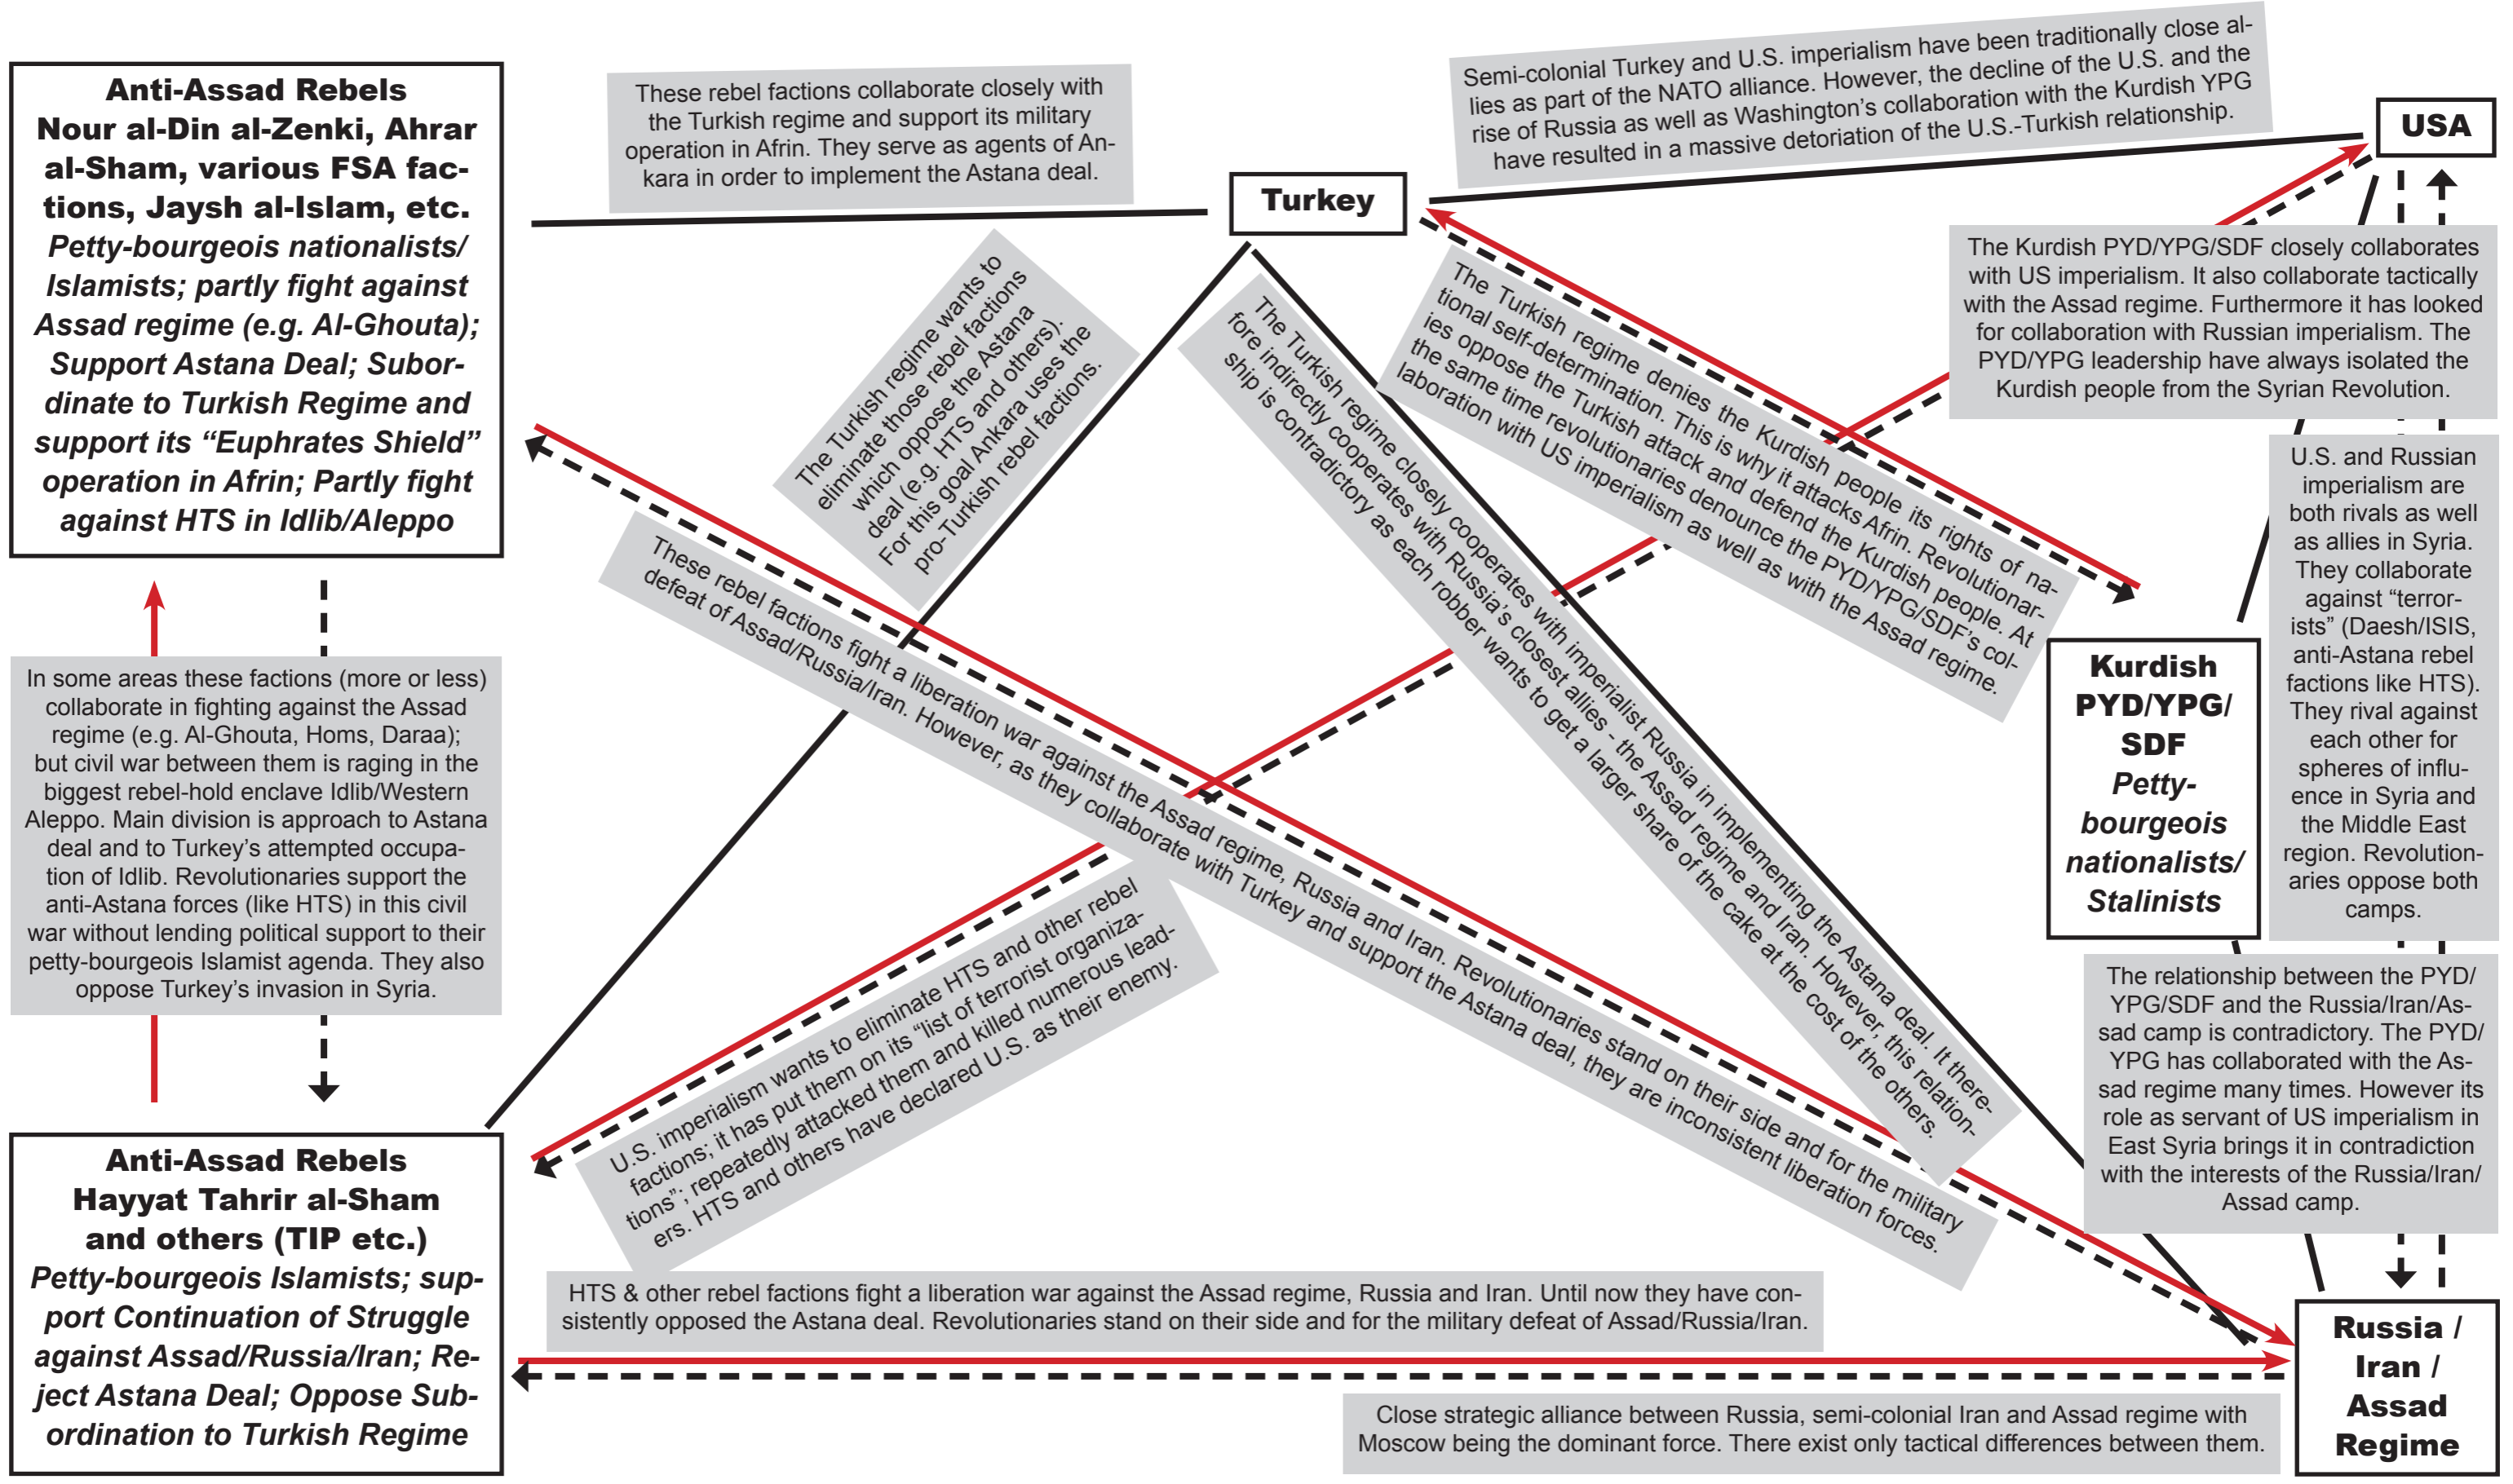 Anti-Assad Rebels
Nour al-Din al-Zenki, Ahrar
al-Sham, various FSA fac-
tions, Jaysh al-Islam, etc.
Petty-bourgeois nationalists/
Islamists; partly fight against
Assad regime (e.g. Al-Ghouta);
Support Astana Deal; Subor-
dinate to Turkish Regime and
support its “Euphrates Shield”
operation in Afrin; Partly fight
against HTS in Idlib/Aleppo
These rebel factions collaborate closely with
the Turkish regime and support its military
operation in Afrin. They serve as agents of An-
kara in order to implement the Astana deal.
Turkey
Semi-colonial Turkey and U.S. imperialism have been traditionally close al-
lies as part of the NATO alliance. However, the decline of the U.S. and the
rise of Russia as well as Washington’s collaboration with the Kurdish YPG
have resulted in a massive detoriation of the U.S.-Turkish relationship.
USA
The Kurdish PYD/YPG/SDF closely collaborates
with US imperialism. It also collaborate tactically
with the Assad regime. Furthermore it has looked
for collaboration with Russian imperialism. The
PYD/YPG leadership have always isolated the
Kurdish people from the Syrian Revolution.
The Turkish regime wants to
eliminate those rebel factions
which oppose the Astana
deal (e.g. HTS and others).
For this goal Ankara uses the
pro-Turkish rebel factions.
The Turkish regime closely cooperates with imperialist Russia in implementing the Astana deal. It there-
fore indirectly cooperates with Russia’s closest allies - the Assad regime and Iran. However, this relation-
ship is contradictory as each robber wants to get a larger share of the cake at the cost of the others.
The Turkish regime denies the Kurdish people its rights of na-
tional self-determination. This is why it attacks Afrin. Revolutionar-
ies oppose the Turkish attack and defend the Kurdish people. At
the same time revolutionaries denounce the PYD/YPG/SDF’s col-
laboration with US imperialism as well as with the Assad regime.
U.S. and Russian
imperialism are
both rivals as well
as allies in Syria.
They collaborate
against “terror-
ists” (Daesh/ISIS,
anti-Astana rebel
factions like HTS).
They rival against
each other for
spheres of influ-
ence in Syria and
the Middle East
region. Revolution-
aries oppose both
camps.
Kurdish
PYD/YPG/
SDF
Petty-
bourgeois
nationalists/
Stalinists
These rebel factions fight a liberation war against the Assad regime, Russia and Iran. Revolutionaries stand on their side and for the military
defeat of Assad/Russia/Iran. However, as they collaborate with Turkey and support the Astana deal, they are inconsistent liberation forces.
In some areas these factions (more or less)
collaborate in fighting against the Assad
regime (e.g. Al-Ghouta, Homs, Daraa);
but civil war between them is raging in the
biggest rebel-hold enclave Idlib/Western
Aleppo. Main division is approach to Astana
deal and to Turkey’s attempted occupa-
tion of Idlib. Revolutionaries support the
anti-Astana forces (like HTS) in this civil
war without lending political support to their
petty-bourgeois Islamist agenda. They also
oppose Turkey’s invasion in Syria.
U.S. imperialism wants to eliminate HTS and other rebel
factions; it has put them on its “list of terrorist organiza-
tions”; repeatedly attacked them and killed numerous lead-
ers. HTS and others have declared U.S. as their enemy.
The relationship between the PYD/
YPG/SDF and the Russia/Iran/As-
sad camp is contradictory. The PYD/
YPG has collaborated with the As-
sad regime many times. However its
role as servant of US imperialism in
East Syria brings it in contradiction
with the interests of the Russia/Iran/
Assad camp.
Anti-Assad Rebels
Hayyat Tahrir al-Sham
and others (TIP etc.)
Petty-bourgeois Islamists; sup-
port Continuation of Struggle
against Assad/Russia/Iran; Re-
ject Astana Deal; Oppose Sub-
ordination to Turkish Regime
HTS & other rebel factions fight a liberation war against the Assad regime, Russia and Iran. Until now they have con-
sistently opposed the Astana deal. Revolutionaries stand on their side and for the military defeat of Assad/Russia/Iran.
Close strategic alliance between Russia, semi-colonial Iran and Assad regime with
Moscow being the dominant force. There exist only tactical differences between them.
Russia /
Iran /
Assad
Regime